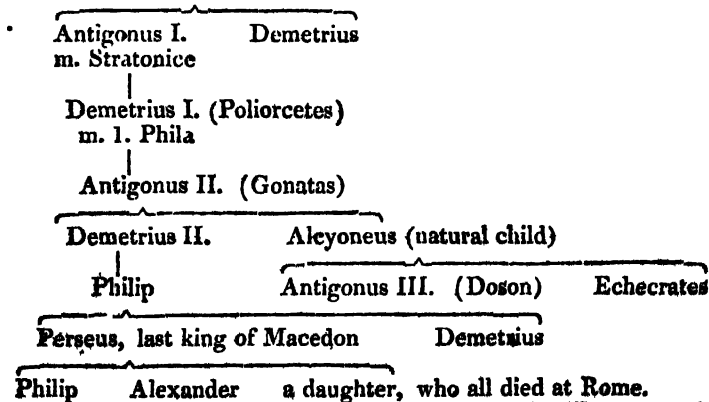 Antigonus I. Demetrius
m. Stratonice
Demetrius I. (Poliorcetes)
m. 1. Phila
Antigonus II. (Gonatas)
Demetrius II. Alcyoneus (natural child)
Philip Antigonus III. (Doson) Echecrates
Perseus, last king of Macedon Demetrius
Philip Alexander a daughter, who all died at Rome.